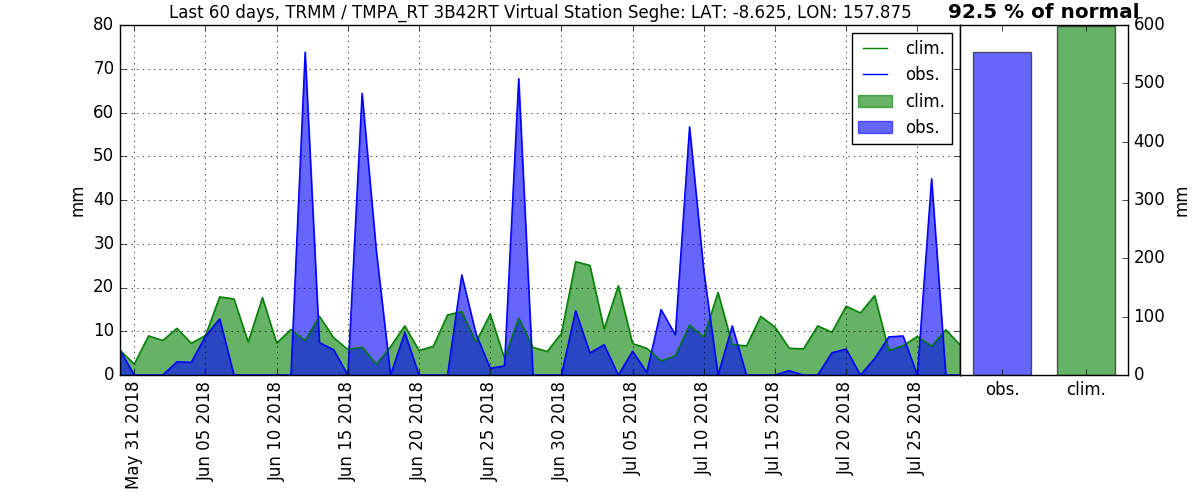 Last 60 days, TRMM / TMPA_RT 3B42RT Virtual Station Seghe: LAT: -8.625, LON: 157.875
92.5 % of normal
80
70
60
50
40
30
20
10
0
mm
clim.
obs.
clim.
obs.
May 31 2018
Jun 05 2018
Jun 10 2018
Jun 15 2018
Jun 20 2018
Jun 25 2018
Jun 30 2018
Jul 05 2018
Jul 10 2018
Jul 15 2018
Jul 20 2018
Jul 25 2018
600
500
400
300
200
100
0
mm
obs.
clim.